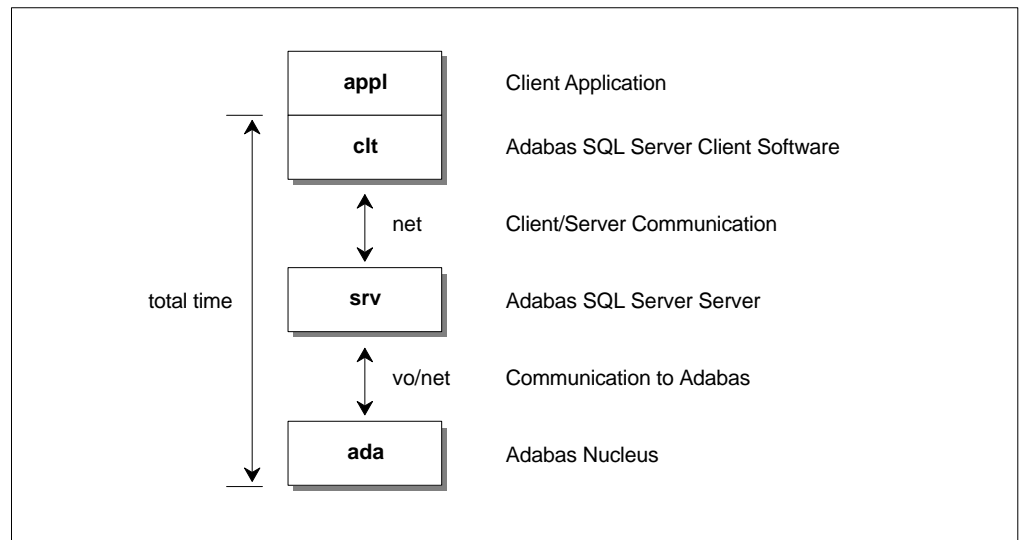 appl Client Application
clt Adabas SQL Server Client Software
net Client/Server Communication
total time srv Adabas SQL Server Server
vo/net Communication to Adabas
ada Adabas Nucleus